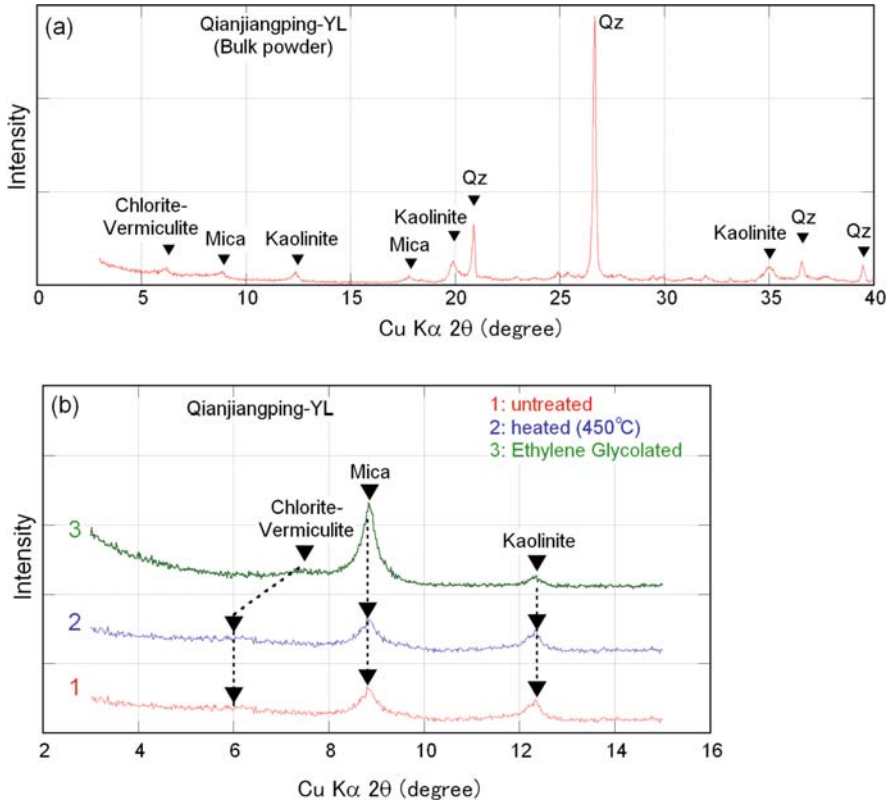 (a)
Qianjiangping-YL
(Bulk powder)
Qz
Intensity
Chlorite-
Vermiculite
Mica
Kaolinite
Mica
Kaolinite
Qz
Kaolinite
Qz
Qz
0 5 10 15 20 25 30 35 40
Cu Kα 2θ (degree)
(b)
Qianjiangping-YL
1: untreated
2: heated (450°C)
3: Ethylene Glycolated
Intensity
Mica
Chlorite-
Vermiculite
Kaolinite
3
2
1
2 4 6 8 10 12 14 16
Cu Kα 2θ (degree)